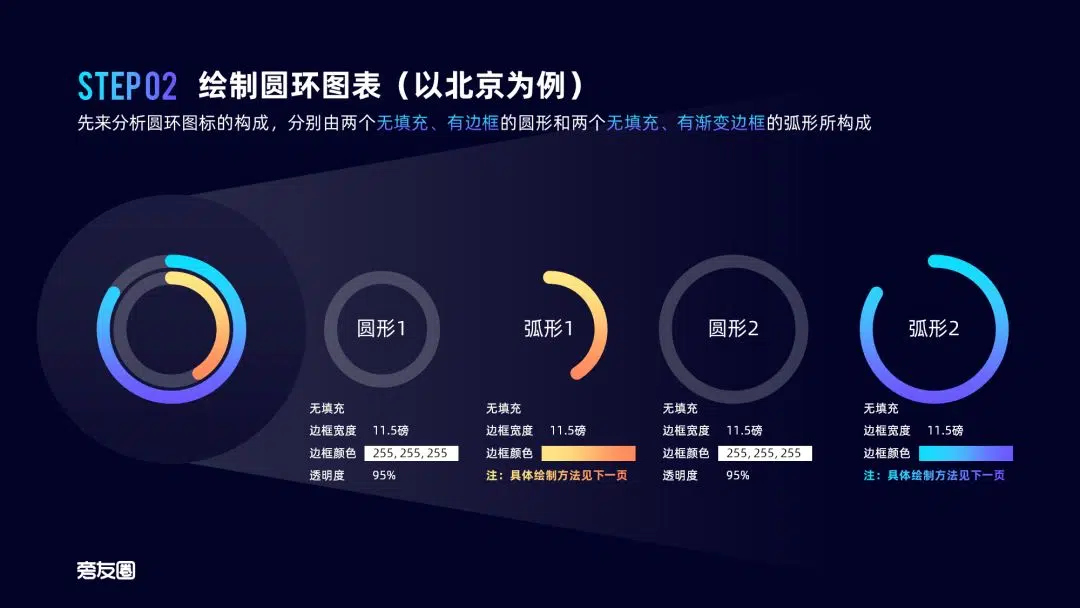 STEP 02 绘制圆环图表（以北京为例）
先来分析圆环图标的构成，分别由两个无填充、有边框的圆形和两个无填充、有渐变边框的弧形所构成
圆形1
无填充
边框宽度 11.5磅
边框颜色 255, 255, 255
透明度 95%
弧形1
无填充
边框宽度 11.5磅
边框颜色
注：具体绘制方法见下一页
圆形2
无填充
边框宽度 11.5磅
边框颜色 255, 255, 255
透明度 95%
弧形2
无填充
边框宽度 11.5磅
边框颜色
注：具体绘制方法见下一页
旁友圈